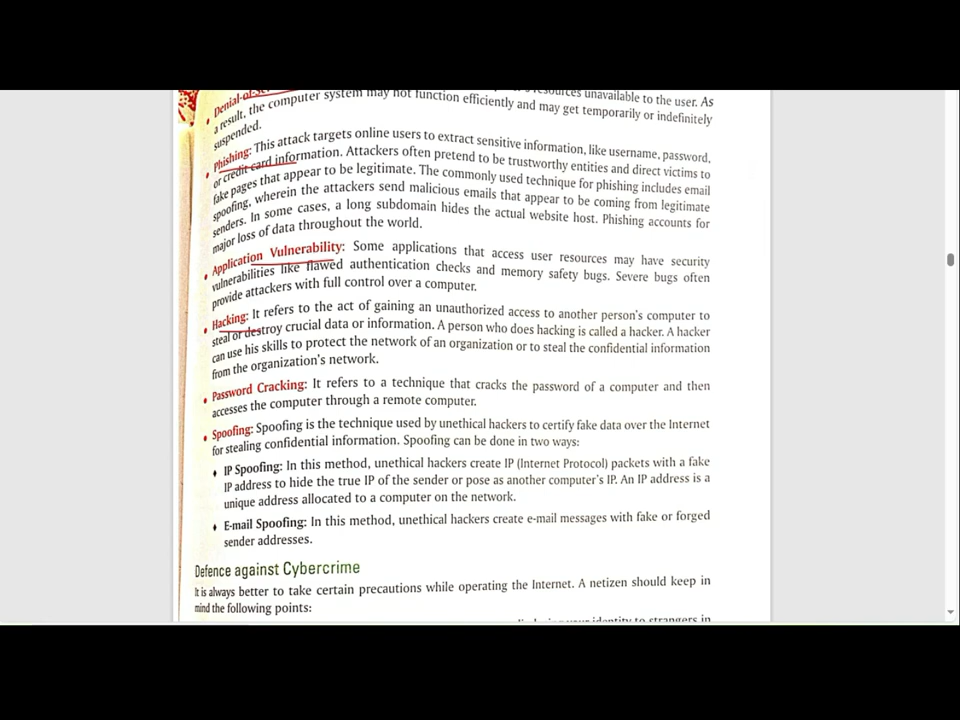 • Denial-of-Ser resources unavailable to the user. As
a result, the computer system may not function efficiently and may get temporarily or indefinitely
suspended.
• Phishing: This attack targets online users to extract sensitive information, like username, password,
or credit card information. Attackers often pretend to be trustworthy entities and direct victims to
fake pages that appear to be legitimate. The commonly used technique for phishing includes email
spoofing, wherein the attackers send malicious emails that appear to be coming from legitimate
senders. In some cases, a long subdomain hides the actual website host. Phishing accounts for
major loss of data throughout the world.
• Application Vulnerability: Some applications that access user resources may have security
vulnerabilities like flawed authentication checks and memory safety bugs. Severe bugs often
provide attackers with full control over a computer.
• Hacking: It refers to the act of gaining an unauthorized access to another person's computer to
steal or destroy crucial data or information. A person who does hacking is called a hacker. A hacker
can use his skills to protect the network of an organization or to steal the confidential information
from the organization's network.
• Password Cracking: It refers to a technique that cracks the password of a computer and then
accesses the computer through a remote computer.
• Spoofing: Spoofing is the technique used by unethical hackers to certify fake data over the Internet
for stealing confidential information. Spoofing can be done in two ways:
♦ IP Spoofing: In this method, unethical hackers create IP (Internet Protocol) packets with a fake
IP address to hide the true IP of the sender or pose as another computer's IP. An IP address is a
unique address allocated to a computer on the network.
♦ E-mail Spoofing: In this method, unethical hackers create e-mail messages with fake or forged
sender addresses.
Defence against Cybercrime
It is always better to take certain precautions while operating the Internet. A netizen should keep in
mind the following points:
your identity to strangers in